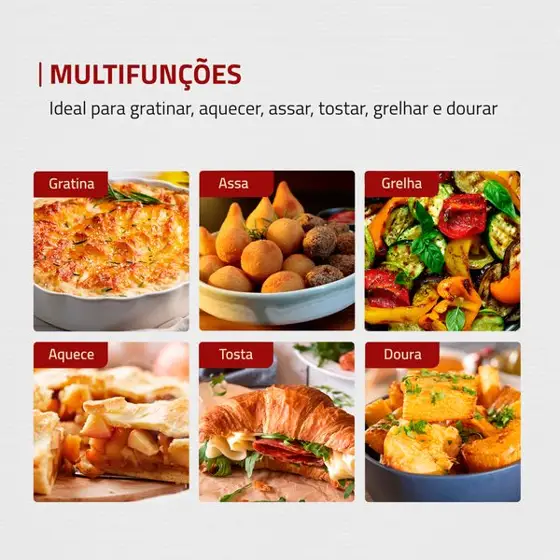 MULTIFUNÇÕES
Ideal para gratinar, aquecer, assar, tostar, grelhar e dourar
Gratina
Assa
Grelha
Aquece
Tosta
Doura